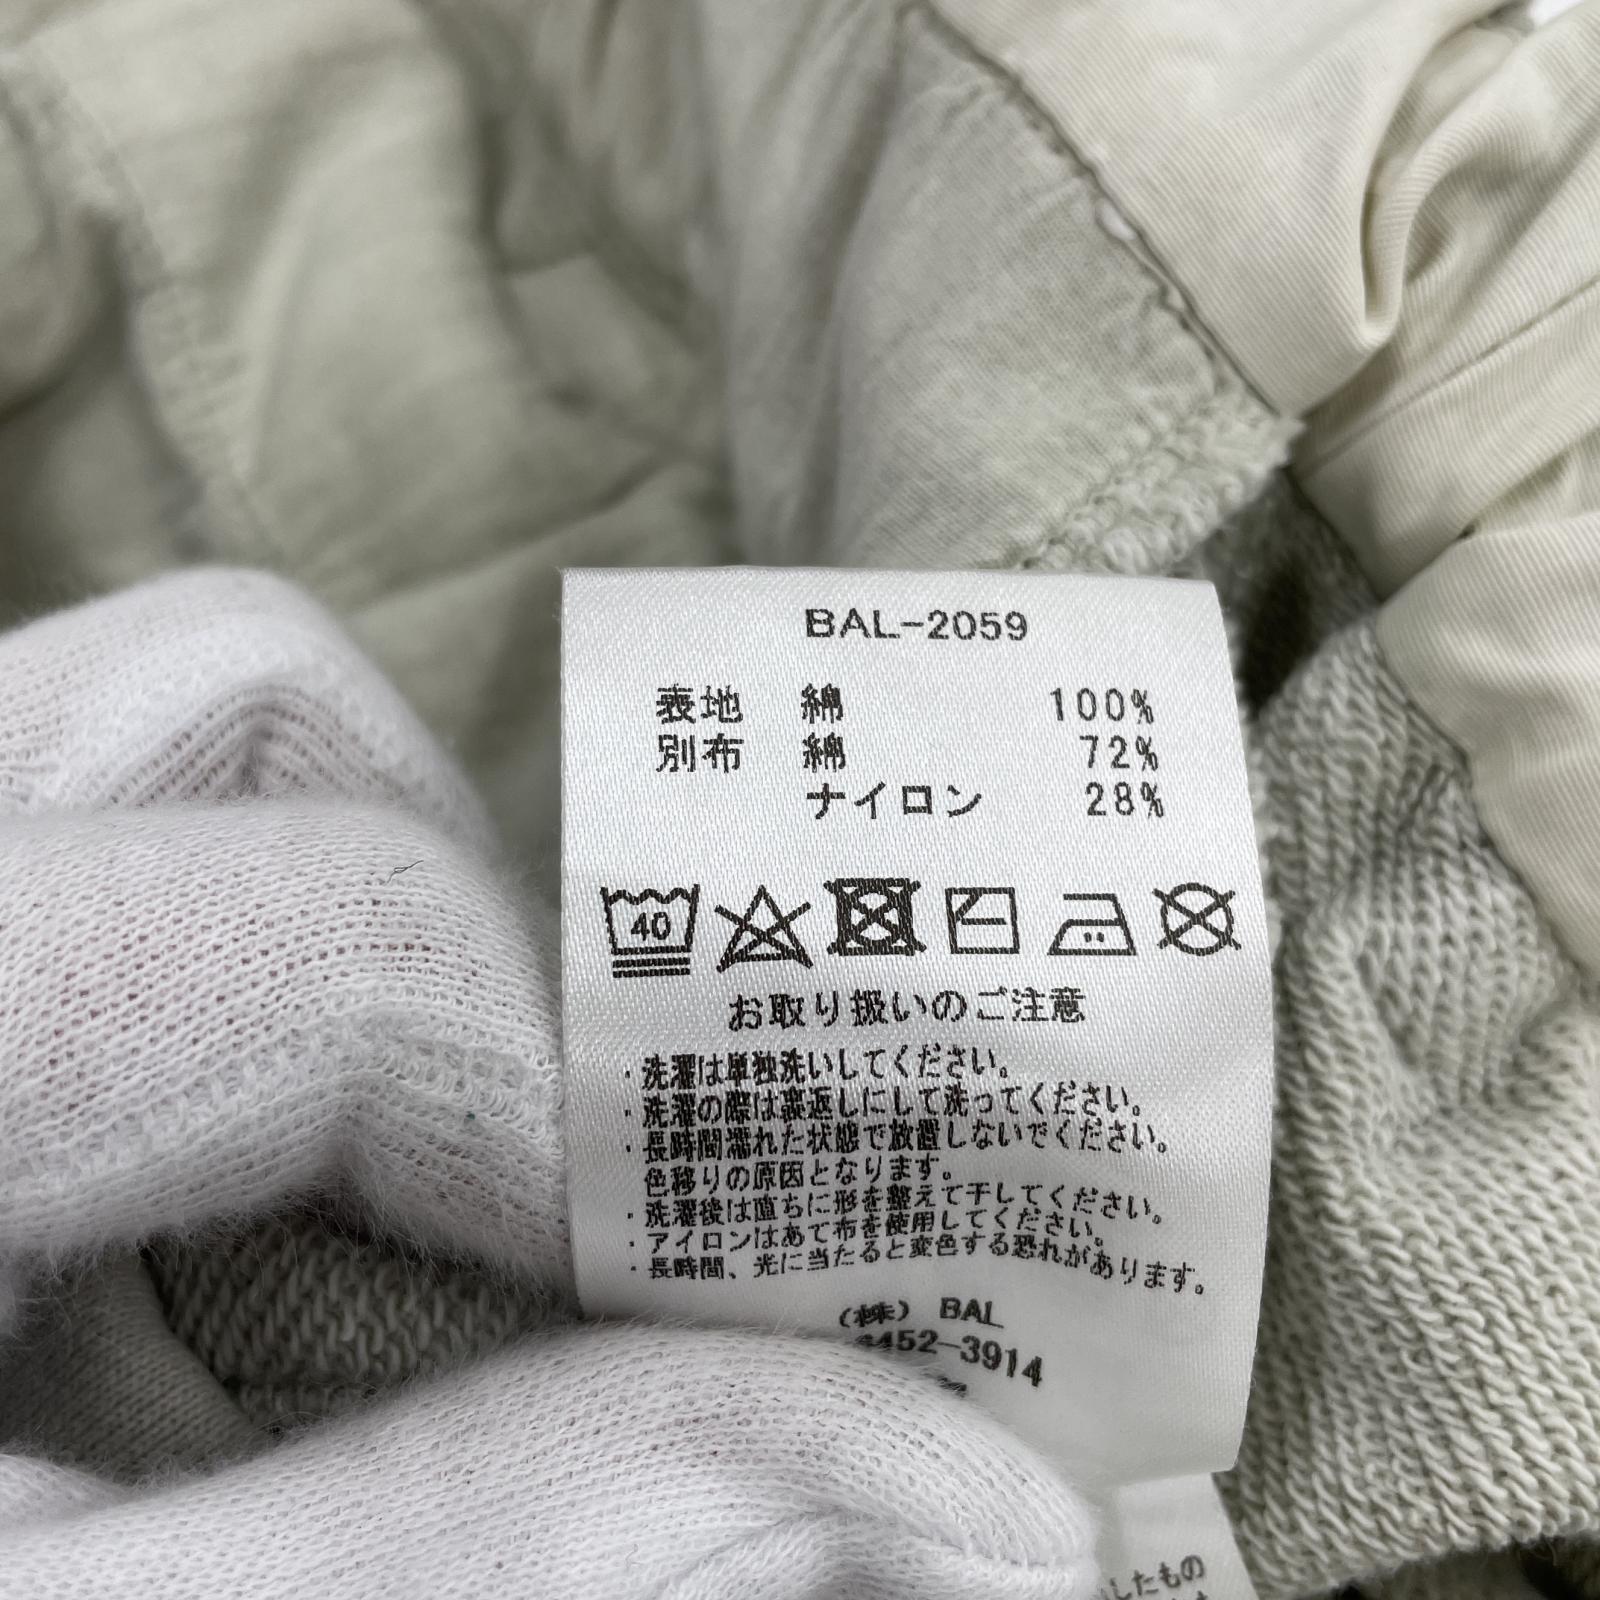 BAL-2059
表地 綿 100%
別布 綿 72%
ナイロン 28%
40
お取り扱いのご注意
・洗濯は単独洗いしてください。
・洗濯の際は裏返しにして洗ってください。
・長時間濡れた状態で放置しないでください。
色移りの原因となります。
・洗濯後は直ちに形を整えて干してください。
・アイロンはあて布を使用してください。
・長時間、光に当たると変色する恐れがあります。
(株) BAL
6452-3914
したもの